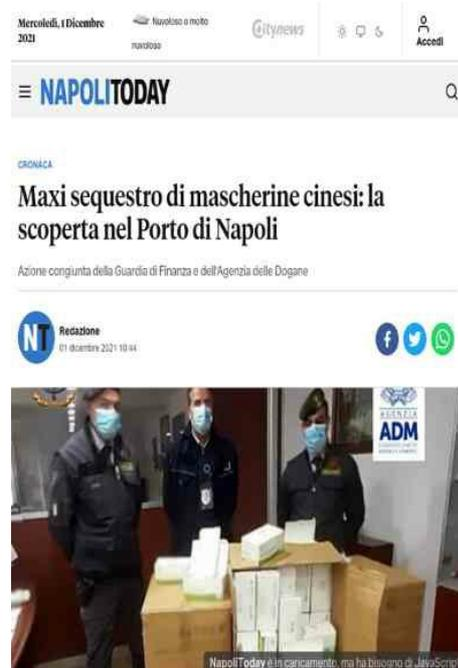 Mercoledì, 1 Dicembre
2021
Nuvoloso o molto
nuvoloso
Citynews
Accedi
NAPOLITODAY
CRONACA
Maxi sequestro di mascherine cinesi: la
scoperta nel Porto di Napoli
Azione congiunta della Guardia di Finanza e dell'Agenzia delle Dogane
NT
Redazione
01 dicembre 2021 10:44
AGENZIA
ADM
NapoliToday è in caricamento, ma ha bisogno di JavaScrip